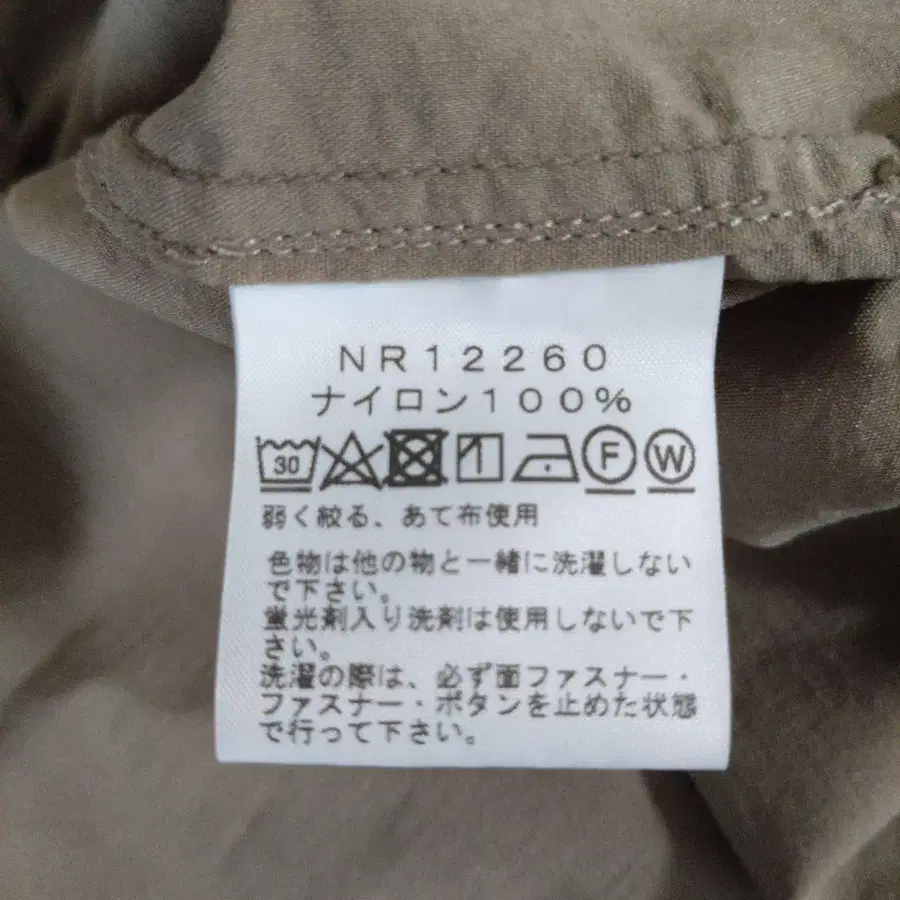 NR12260
ナイロン100%
30 F W
弱く絞る、あて布使用
色物は他の物と一緒に洗濯しない
で下さい。
蛍光剤入り洗剤は使用しないで下
さい。
洗濯の際は、必ず面ファスナー・
ファスナー・ボタンを止めた状態
で行って下さい。